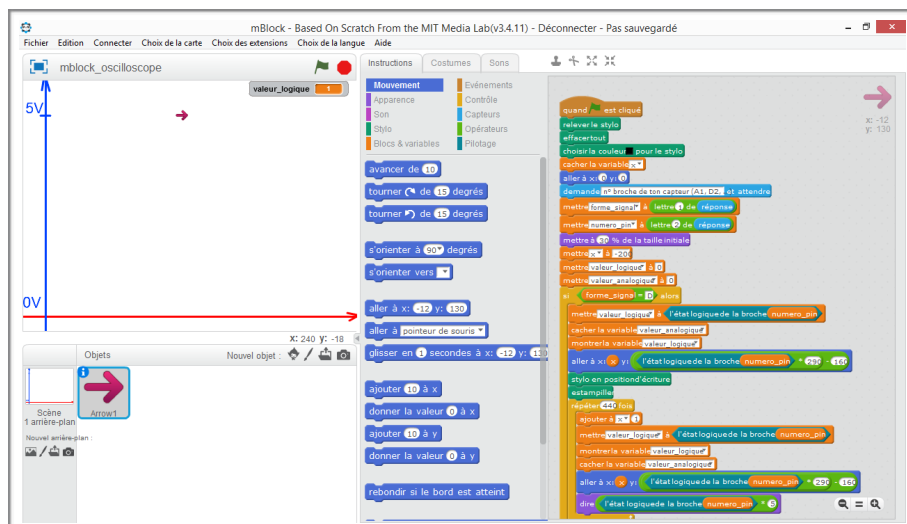 mBlock - Based On Scratch From the MIT Media Lab(v3.4.11) - Déconnecter - Pas sauvegardé
Fichier Edition Connecter Choix de la carte Choix des extensions Choix de la langue Aide
mblock_oscilloscope
valeur_logique 1
5V
0V
x: 240 y: -18
Objets Nouvel objet :
Scène
1 arrière-plan
Nouvel arrière-plan :
Arrow1
Instructions Costumes Sons
Mouvement Evénements
Apparence Contrôle
Son Capteurs
Stylo Opérateurs
Blocs & variables Pilotage
avancer de 10
tourner de 15 degrés
tourner de 15 degrés
s'orienter à 90 degrés
s'orienter vers
aller à x: -12 y: 130
aller à pointeur de souris
glisser en 1 secondes à x: -12 y: 130
ajouter 10 à x
donner la valeur 0 à x
ajouter 10 à y
donner la valeur 0 à y
rebondir si le bord est atteint
x: -12
y: 130
quand est cliqué
relever le stylo
effacer tout
choisir la couleur pour le stylo
cacher la variable x
aller à x: 0 y: 0
demande n° broche de ton capteur (A1, D2, et attendre
mettre forme_signal à lettre 1 de réponse
mettre numero_pin à lettre 2 de réponse
mettre à 30 % de la taille initiale
mettre x à -200
mettre valeur_logique à 0
mettre valeur_analogique à 0
si forme_signal = D alors
mettre valeur_logique à l'état logique de la broche numero_pin
cacher la variable valeur_analogique
montrer la variable valeur_logique
aller à x: x y: l'état logique de la broche numero_pin * 290 - 160
stylo en position d'écriture
estampiller
répéter 440 fois
ajouter à x 1
mettre valeur_logique à l'état logique de la broche numero_pin
montrer la variable valeur_logique
cacher la variable valeur_analogique
aller à x: x y: l'état logique de la broche numero_pin * 290 - 160
dire l'état logique de la broche numero_pin * 5